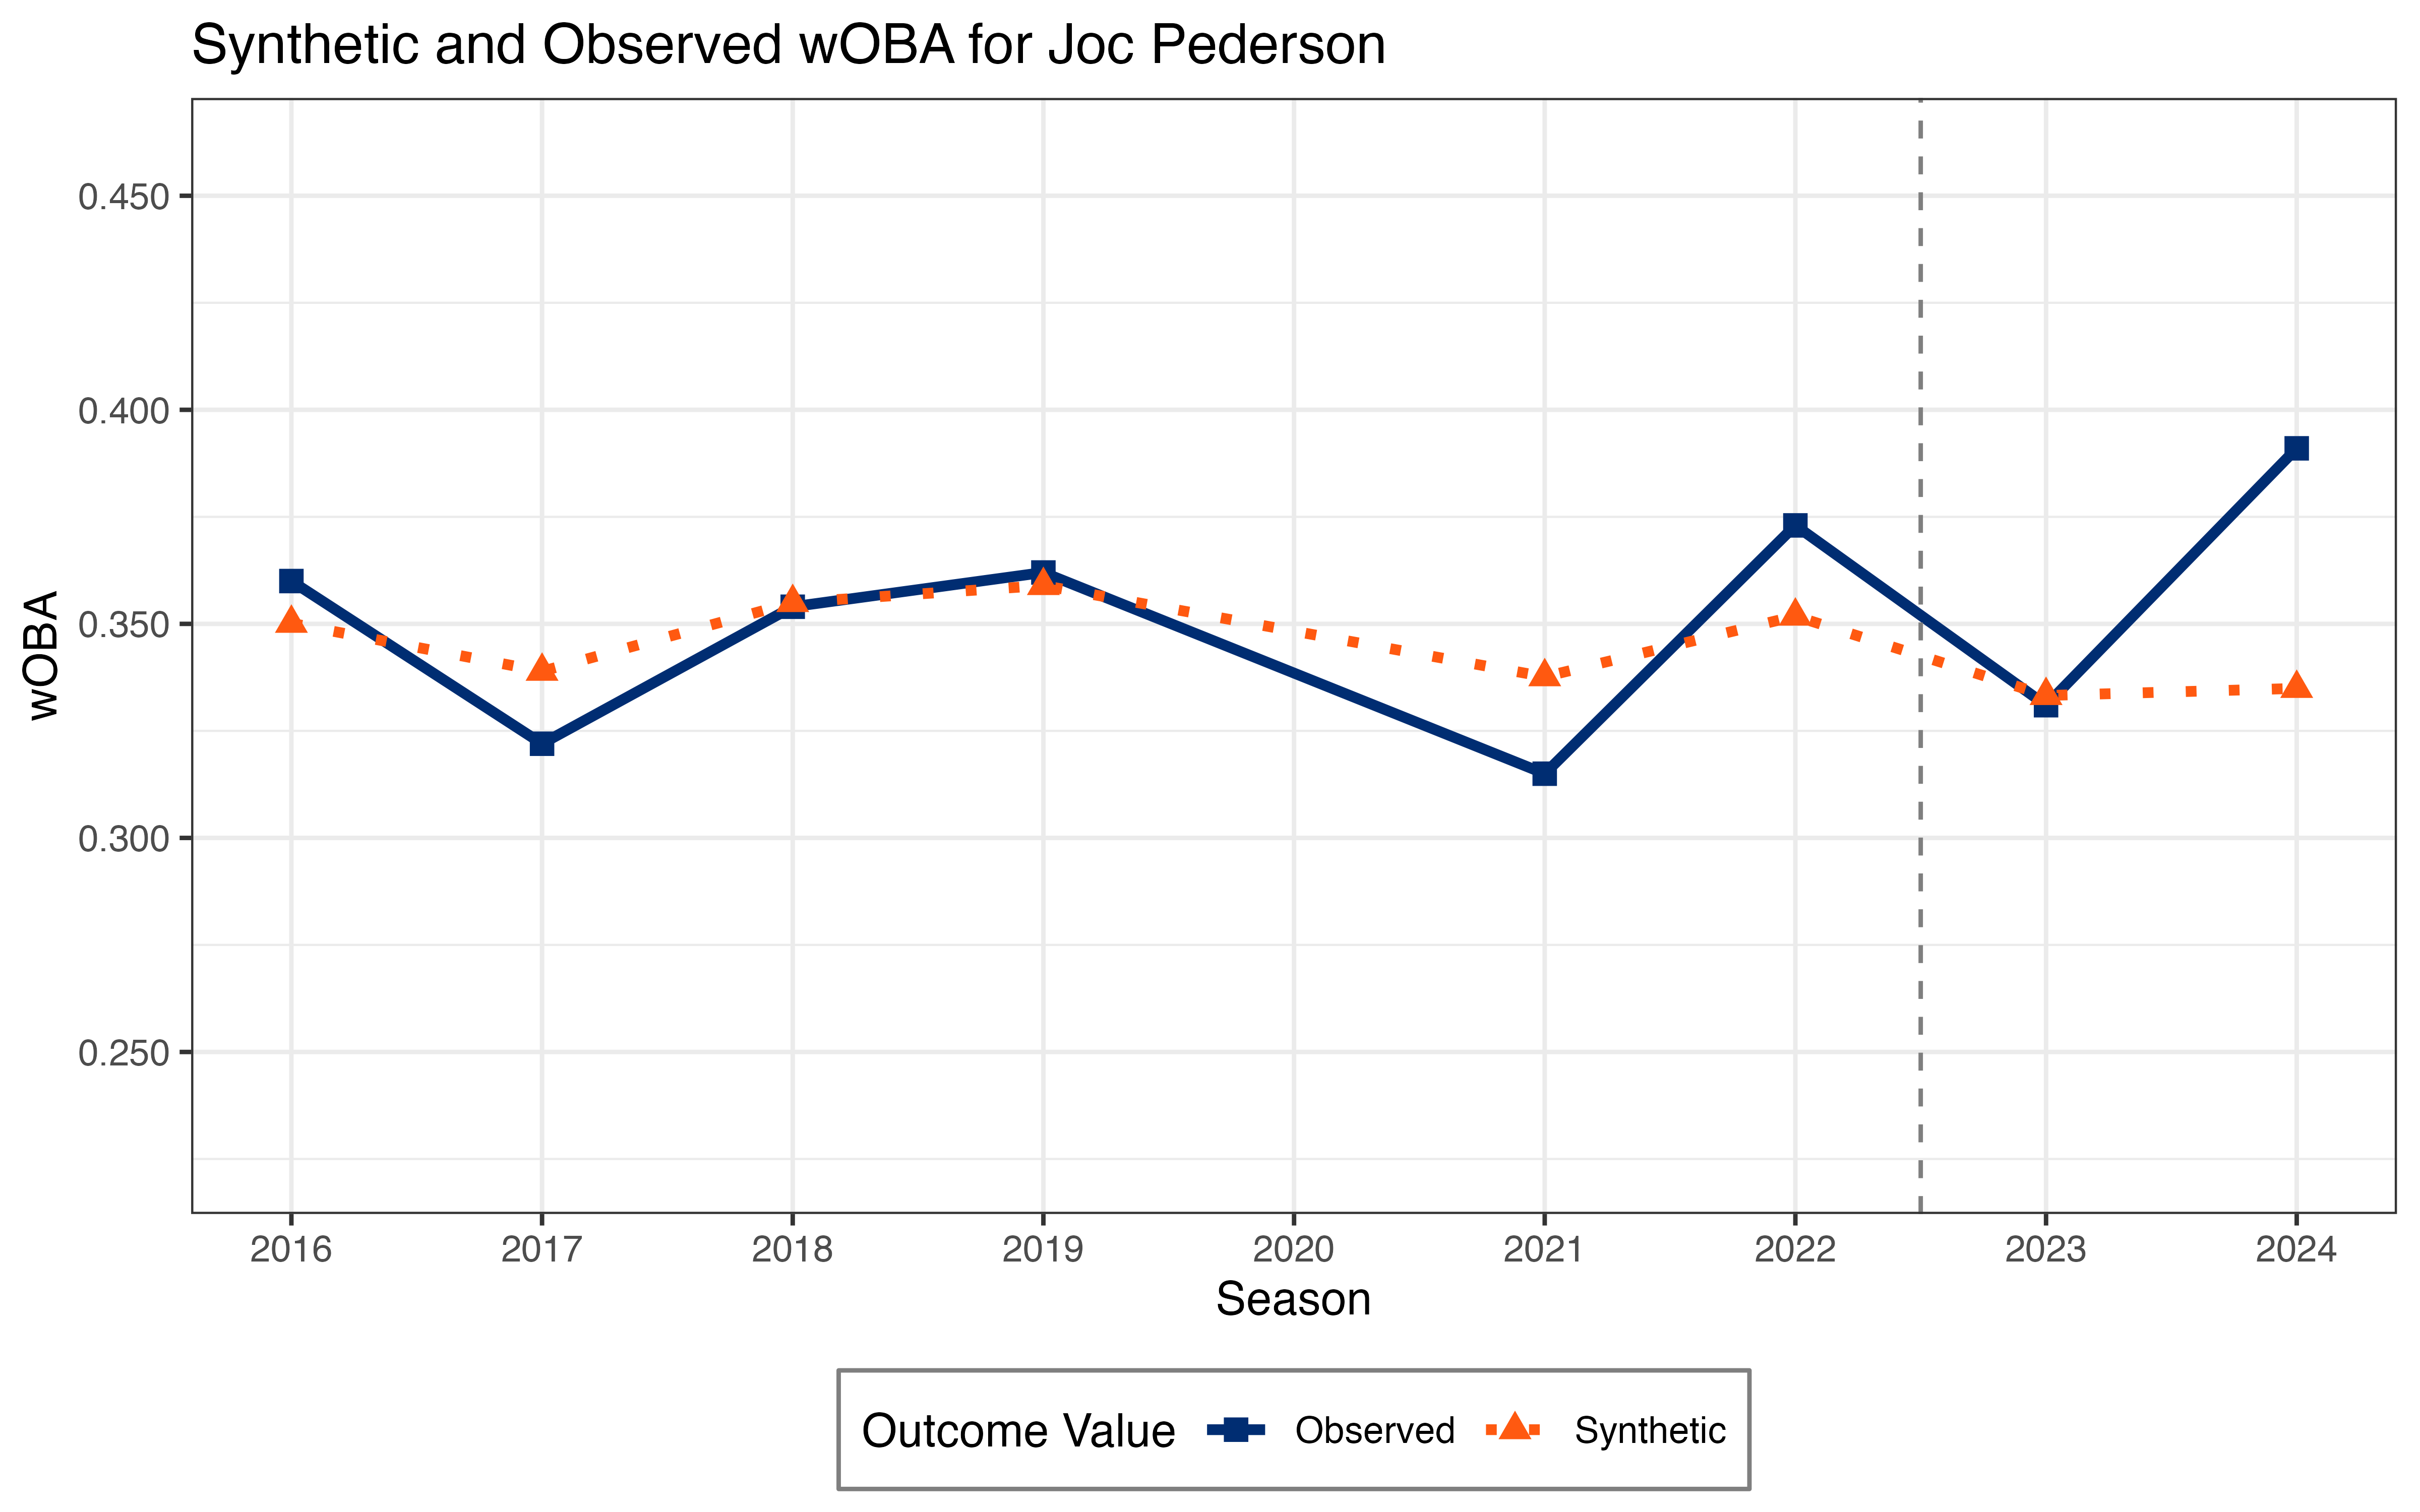 Synthetic and Observed wOBA for Joc Pederson
wOBA
0.450
0.400
0.350
0.300
0.250
2016 2017 2018 2019 2020 2021 2022 2023 2024
Season
Outcome Value Observed Synthetic